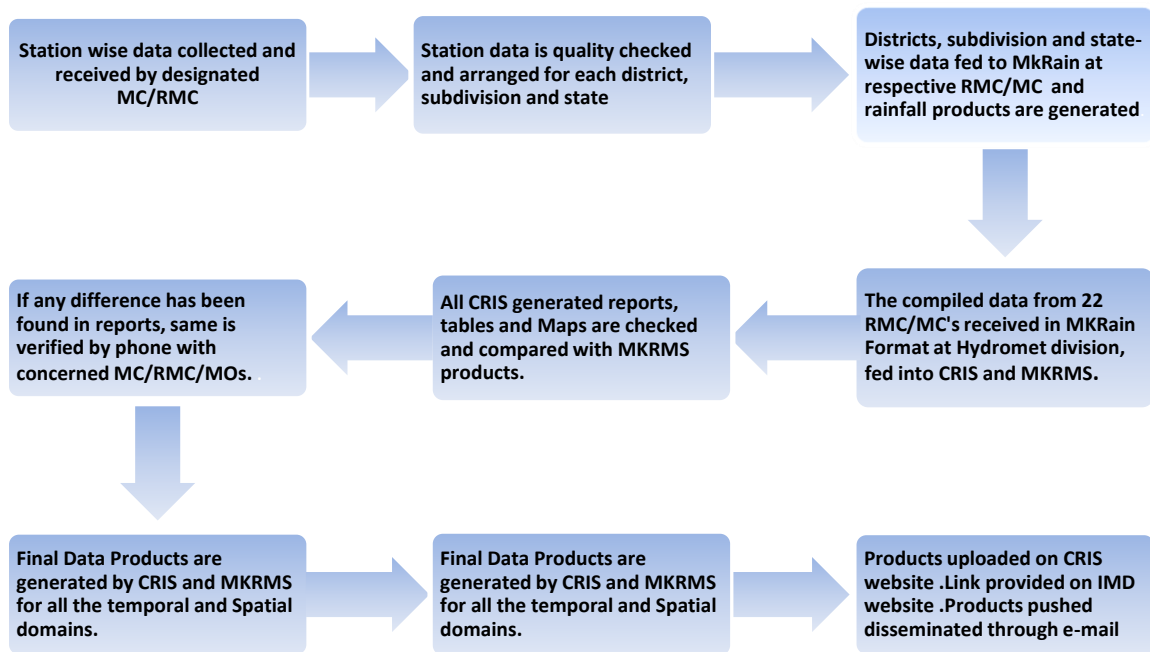 Station wise data collected and
received by designated
MC/RMC
Station data is quality checked
and arranged for each district,
subdivision and state
Districts, subdivision and state-
wise data fed to MkRain at
respective RMC/MC and
rainfall products are generated
The compiled data from 22
RMC/MC's received in MKRain
Format at Hydromet division,
fed into CRIS and MKRMS.
All CRIS generated reports,
tables and Maps are checked
and compared with MKRMS
products.
If any difference has been
found in reports, same is
verified by phone with
concerned MC/RMC/MOs. .
Final Data Products are
generated by CRIS and MKRMS
for all the temporal and Spatial
domains.
Final Data Products are
generated by CRIS and MKRMS
for all the temporal and Spatial
domains.
Products uploaded on CRIS
website .Link provided on IMD
website .Products pushed
disseminated through e-mail